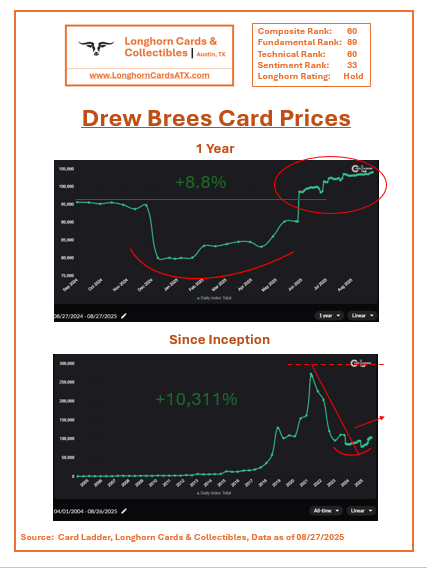 Longhorn Cards &
Collectibles | Austin, TX
www.LonghornCardsATX.com
Composite Rank: 60
Fundamental Rank: 89
Technical Rank: 60
Sentiment Rank: 33
Longhorn Rating: Hold
Drew Brees Card Prices
1 Year
+8.8%
105,000
100,000
95,000
90,000
85,000
80,000
75,000
Sep 2024
Oct 2024
Nov 2024
Dec 2024
Jan 2025
Feb 2025
Mar 2025
Apr 2025
May 2025
Jun 2025
Jul 2025
Aug 2025
Daily Index Total
08/27/2024 - 08/27/2025
1 year
Linear
Since Inception
+10,311%
300,000
250,000
200,000
150,000
100,000
50,000
0
2005
2006
2007
2008
2009
2010
2011
2012
2013
2014
2015
2016
2017
2018
2019
2020
2021
2022
2023
2024
2025
Daily Index Total
04/01/2004 - 08/26/2025
All-time
Linear
Source: Card Ladder, Longhorn Cards & Collectibles, Data as of 08/27/2025